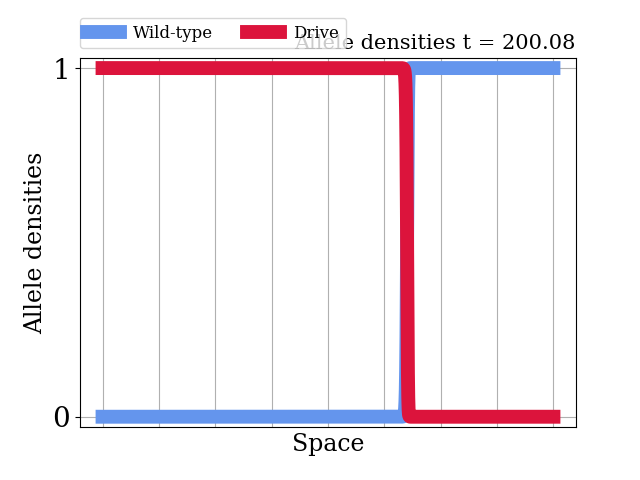 Wild-type Drive
Allele densities t = 200.08
1
Allele densities
0
Space